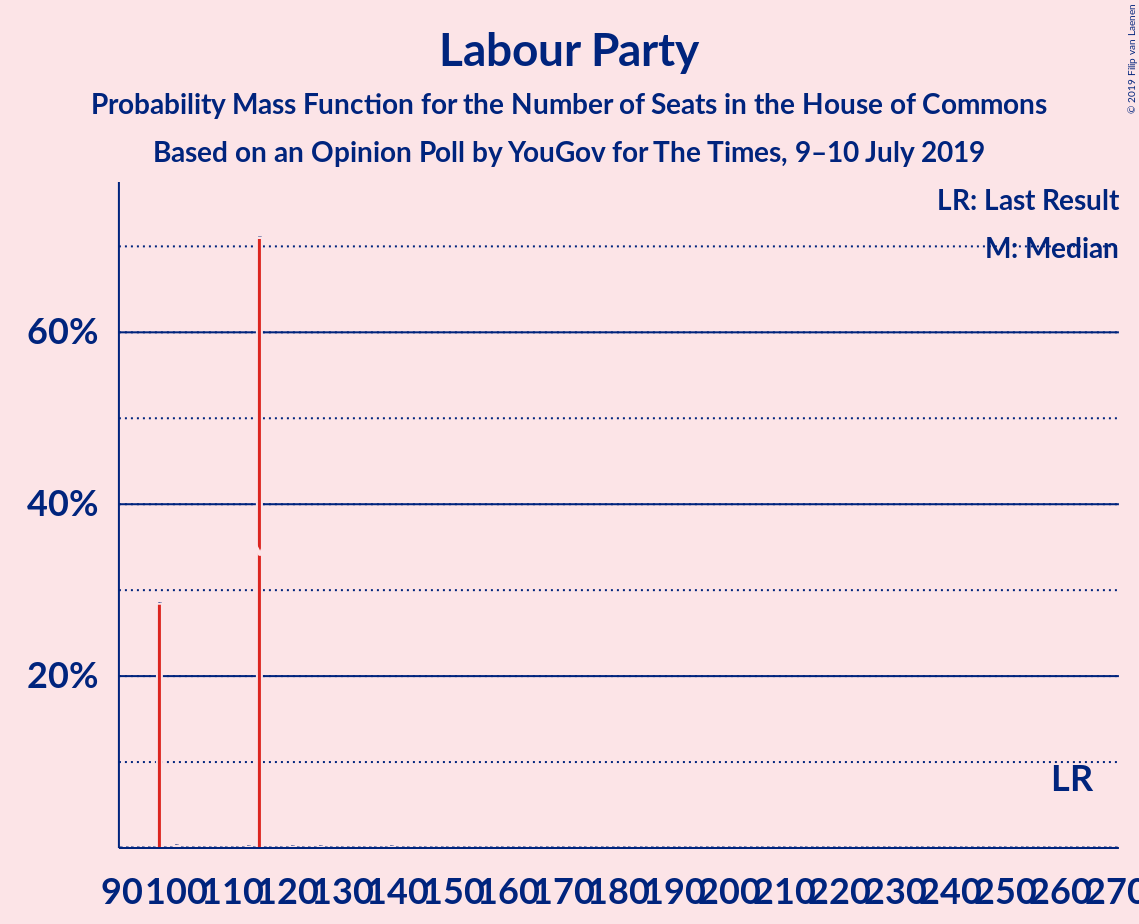 Labour Party
Probability Mass Function for the Number of Seats in the House of Commons
Based on an Opinion Poll by YouGov for The Times, 9–10 July 2019
© 2019 Filip van Laenen
LR: Last Result
M: Median
60%
40%
20%
LR
90 100 110 120 130 140 150 160 170 180 190 200 210 220 230 240 250 260 270